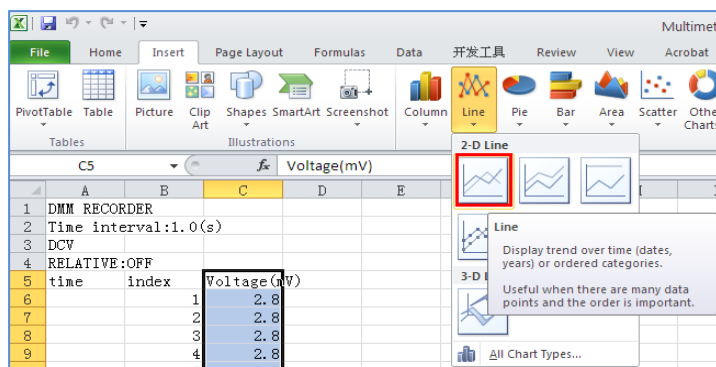 Multimet
File Home Insert Page Layout Formulas Data 开发工具 Review View Acrobat
PivotTable Table Picture Clip Art Shapes SmartArt Screenshot Column Line Pie Bar Area Scatter Othe Charts
Tables Illustrations
2-D Line
C5 fx Voltage(mV)
A B C D E
1 DMM RECORDER
2 Time interval:1.0(s)
3 DCV
4 RELATIVE:OFF
5 time index Voltage(mV)
6 1 2.8
7 2 2.8
8 3 2.8
9 4 2.8
Line
Display trend over time (dates,
years) or ordered categories.
Useful when there are many data
points and the order is important.
All Chart Types...